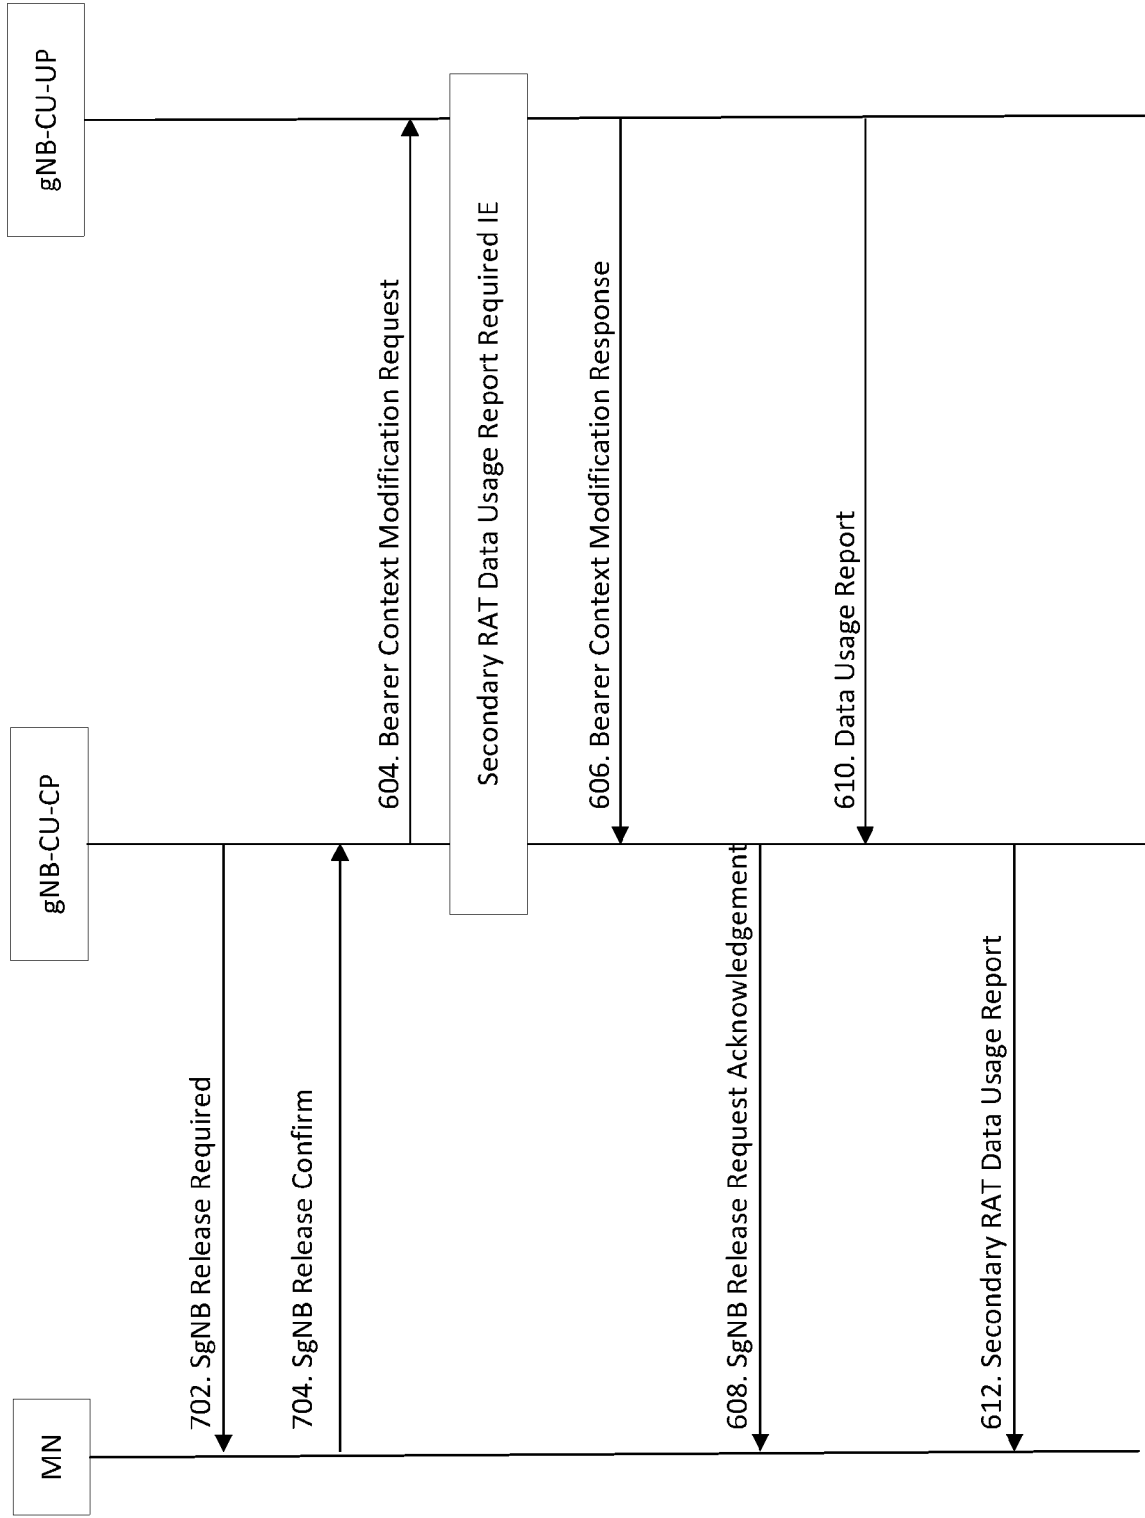 MN
gNB-CU-CP
gNB-CU-UP
702. SgNB Release Required
704. SgNB Release Confirm
604. Bearer Context Modification Request
Secondary RAT Data Usage Report Required IE
606. Bearer Context Modification Response
608. SgNB Release Request Acknowledgement
610. Data Usage Report
612. Secondary RAT Data Usage Report